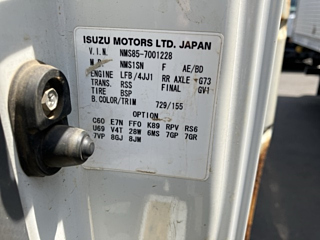 ISUZU MOTORS LTD. JAPAN
V.I.N. NMS85-7001228
NMS1SN F AE/BD
ENGINE LFB/4JJ1 RR AXLE G73
TRANS. RSS FINAL GV1
TIRE BSP
B.COLOR/TRIM 729/155
OPTION
C60 E7N FF0 K89 RPV RS6
U69 V4T 28W 6MS 7GP 7GR
7VP 8GJ 8JM